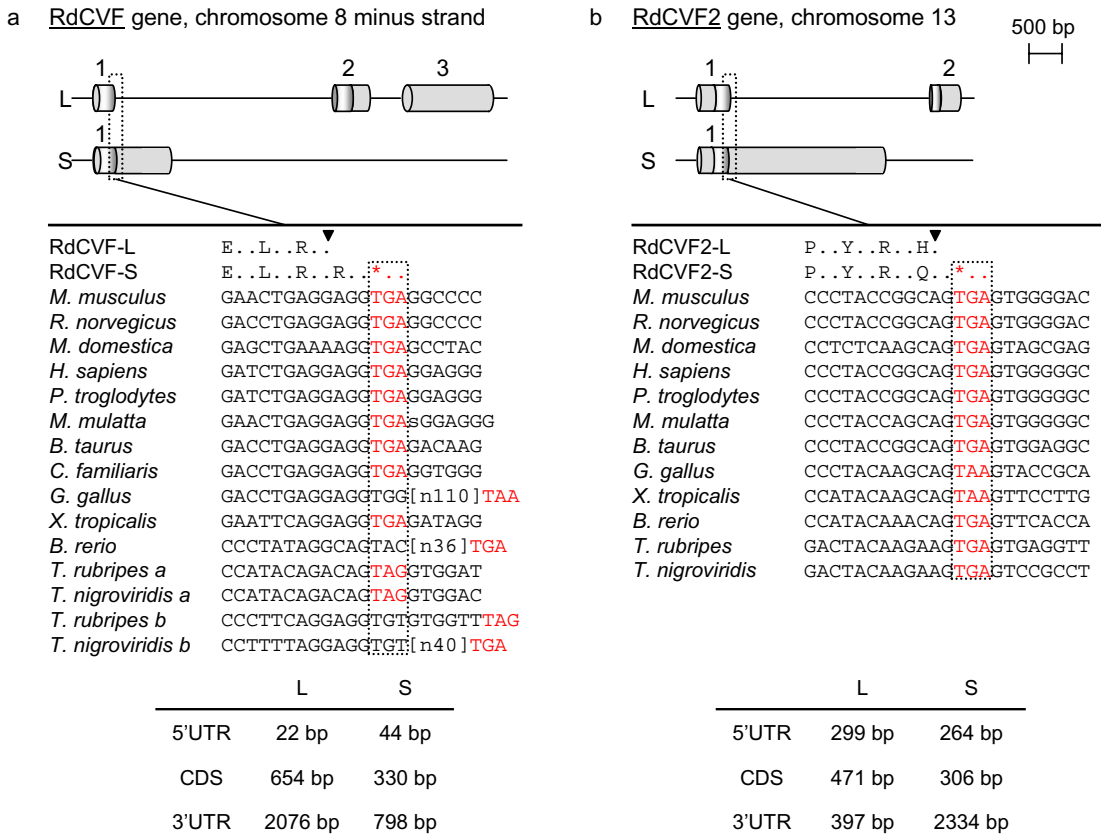 a RdCVF gene, chromosome 8 minus strand
1 2 3
L
1
S
RdCVF-L E..L..R..
RdCVF-S E..L..R..R..*..
M. musculus GAACTGAGGAGGTGAGGCCCC
R. norvegicus GACCTGAGGAGGTGAGGCCCC
M. domestica GAGCTGAAAAGGTGAGCCTAC
H. sapiens GATCTGAGGAGGTGAGGAGGG
P. troglodytes GATCTGAGGAGGTGAGGAGGG
M. mulatta GAACTGAGGAGGTGAsGGAGGG
B. taurus GACCTGAGGAGGTGAGACAAG
C. familiaris GACCTGAGGAGGTGAGGTGGG
G. gallus GACCTGAGGAGGTGG[n110]TAA
X. tropicalis GAATTCAGGAGGTGAGATAGG
B. rerio CCCTATAGGCAGTAC[n36]TGA
T. rubripes a CCATACAGACAGTAGGTGGAT
T. nigroviridis a CCATACAGACAGTAGGTGGAC
T. rubripes b CCCTTCAGGAGGTGTGTGGTTTAG
T. nigroviridis b CCTTTTAGGAGGTGT[n40]TGA
L S
5'UTR 22 bp 44 bp
CDS 654 bp 330 bp
3'UTR 2076 bp 798 bp
b RdCVF2 gene, chromosome 13
500 bp
1 2
L
1
S
RdCVF2-L P..Y..R..H.
RdCVF2-S P..Y..R..Q..*..
M. musculus CCCTACCGGCAGTGAGTGGGGAC
R. norvegicus CCCTACCGGCAGTGAGTGGGGAC
M. domestica CCTCTCAAGCAGTGAGTAGCGAG
H. sapiens CCCTACCGGCAGTGAGTGGGGGC
P. troglodytes CCCTACCGGCAGTGAGTGGGGGC
M. mulatta CCCTACCGGCAGTGAGTGGGGGC
B. taurus CCCTACCGGCAGTGAGTGGAGGC
G. gallus CCCTACAAGCAGTAAGTACCGCA
X. tropicalis CCATACAAGCAGTAAGTTCCTTG
B. rerio CCATACAAACAGTGAGTTCACCA
T. rubripes GACTACAAGAAGTGAGTGAGGTT
T. nigroviridis GACTACAAGAAGTGAGTCCGCCT
L S
5'UTR 299 bp 264 bp
CDS 471 bp 306 bp
3'UTR 397 bp 2334 bp